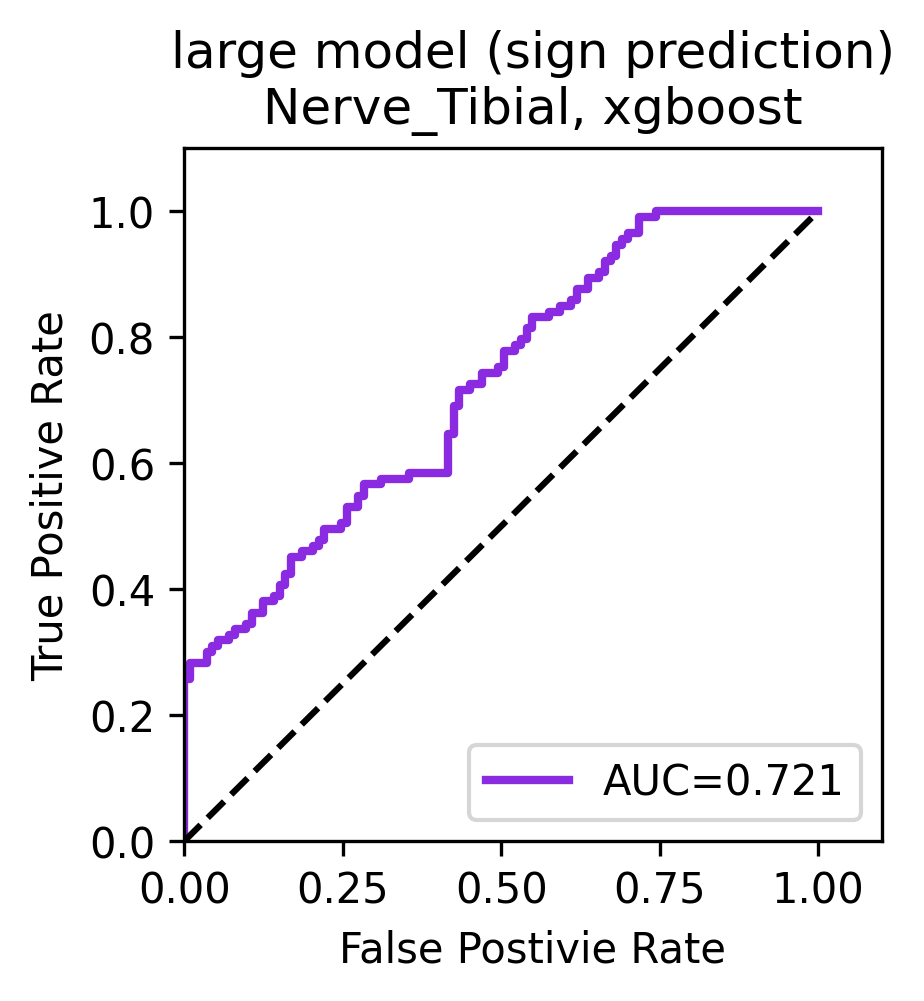 large model (sign prediction)
Nerve_Tibial, xgboost
True Positive Rate
1.0
0.8
0.6
0.4
0.2
0.0
AUC=0.721
0.00 0.25 0.50 0.75 1.00
False Postivie Rate